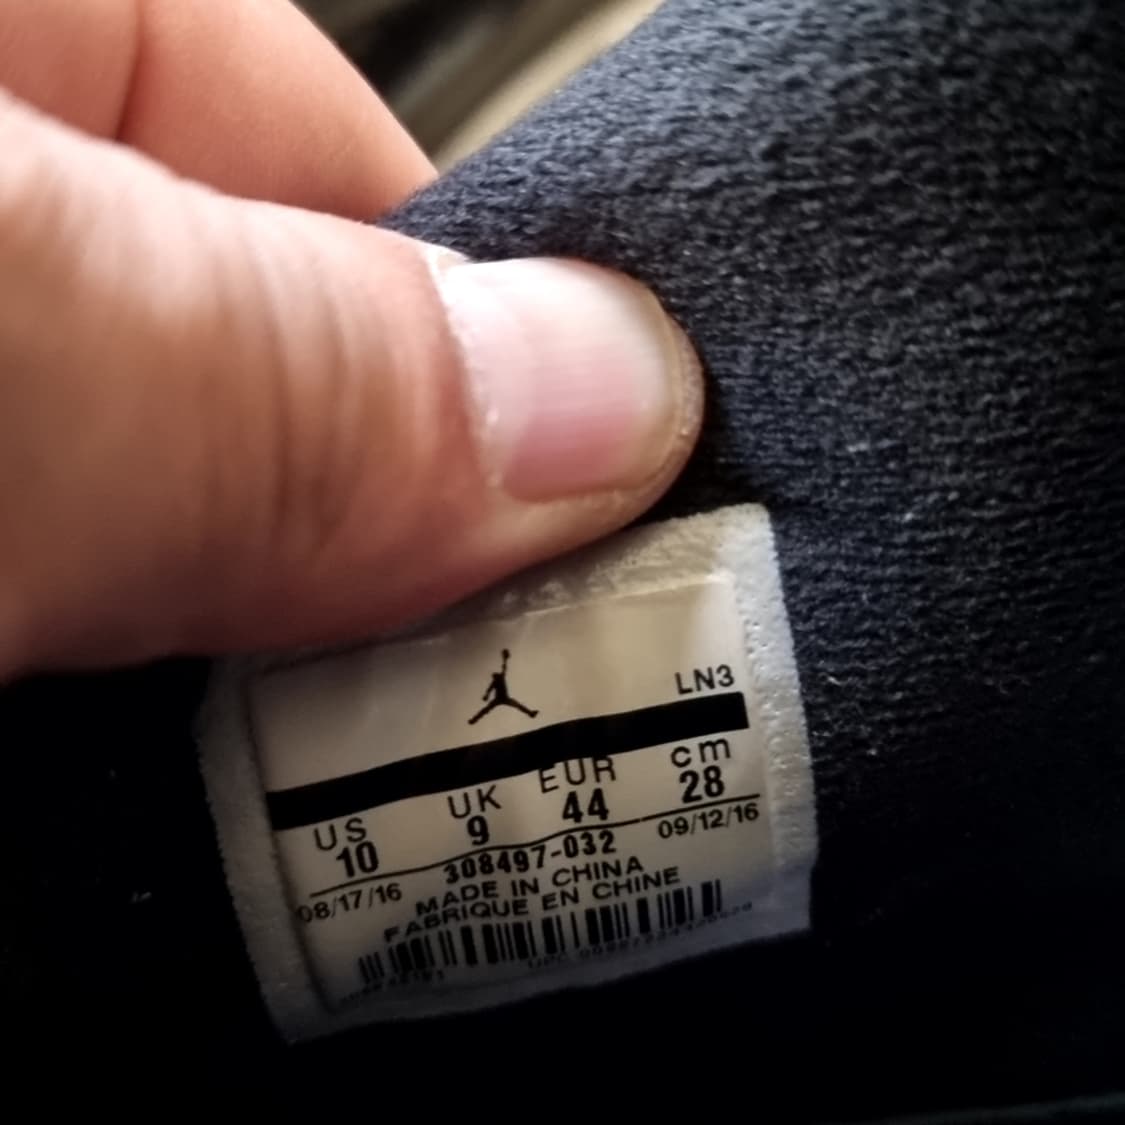 LN3
US UK EUR cm
10 9 44 28
308497-032
08/17/16 09/12/16
MADE IN CHINA
FABRIQUE EN CHINE
UPC